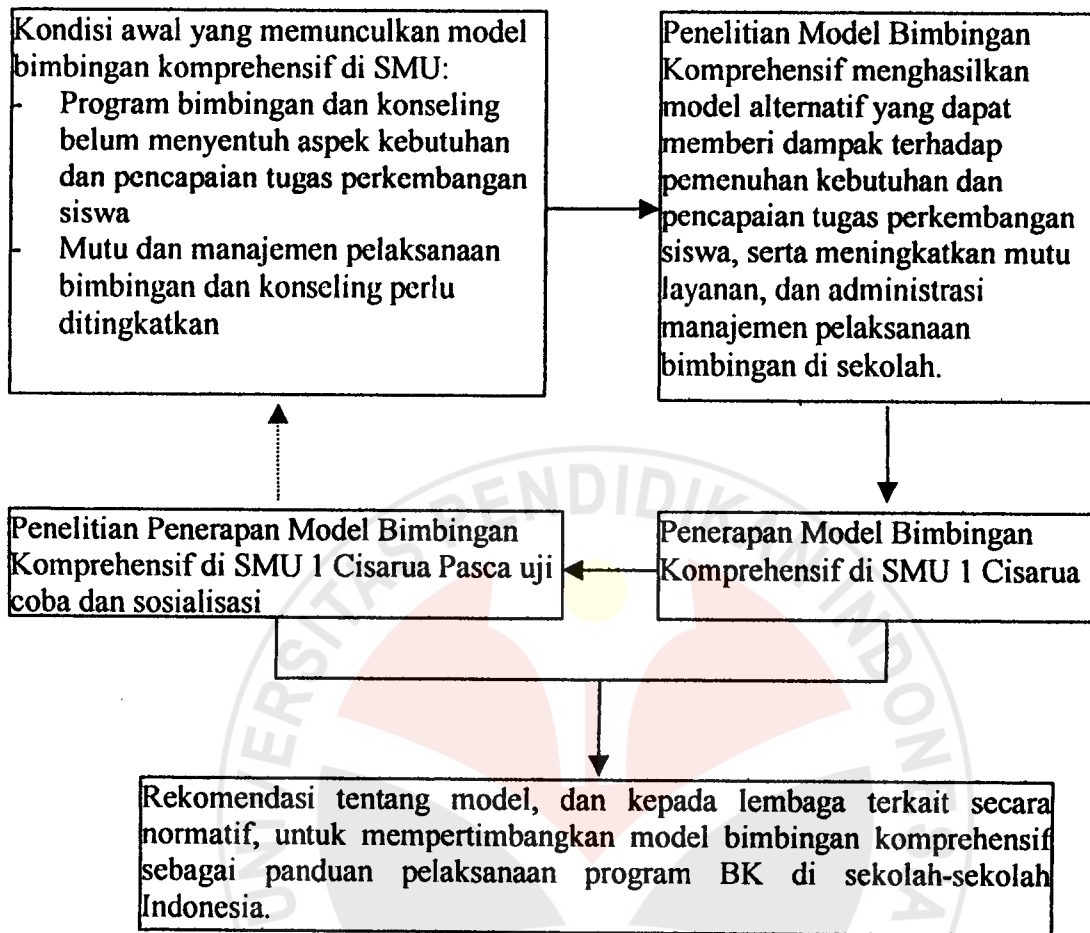 Kondisi awal yang memunculkan model
bimbingan komprehensif di SMU:
- Program bimbingan dan konseling
belum menyentuh aspek kebutuhan
dan pencapaian tugas perkembangan
siswa
- Mutu dan manajemen pelaksanaan
bimbingan dan konseling perlu
ditingkatkan
Penelitian Model Bimbingan
Komprehensif menghasilkan
model alternatif yang dapat
memberi dampak terhadap
pemenuhan kebutuhan dan
pencapaian tugas perkembangan
siswa, serta meningkatkan mutu
layanan, dan administrasi
manajemen pelaksanaan
bimbingan di sekolah.
Penelitian Penerapan Model Bimbingan
Komprehensif di SMU 1 Cisarua Pasca uji
coba dan sosialisasi
Penerapan Model Bimbingan
Komprehensif di SMU 1 Cisarua
Rekomendasi tentang model, dan kepada lembaga terkait secara
normatif, untuk mempertimbangkan model bimbingan komprehensif
sebagai panduan pelaksanaan program BK di sekolah-sekolah
Indonesia.
UNIVERSITAS PENDIDIKAN INDONESIA